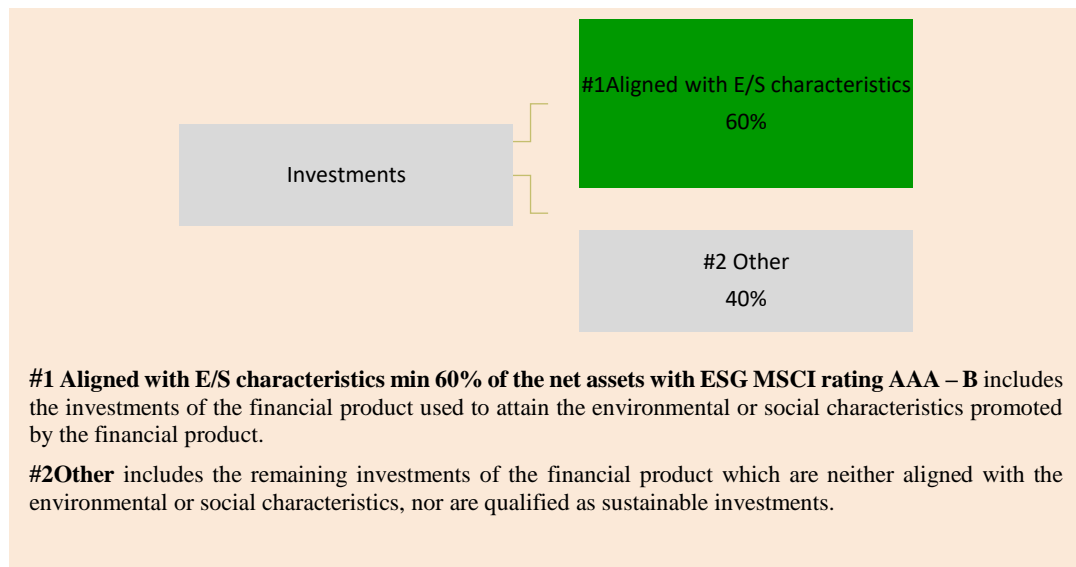 #1Aligned with E/S characteristics
60%
Investments
#2 Other
40%
#1 Aligned with E/S characteristics min 60% of the net assets with ESG MSCI rating AAA – B includes
the investments of the financial product used to attain the environmental or social characteristics promoted
by the financial product.
#2Other includes the remaining investments of the financial product which are neither aligned with the
environmental or social characteristics, nor are qualified as sustainable investments.